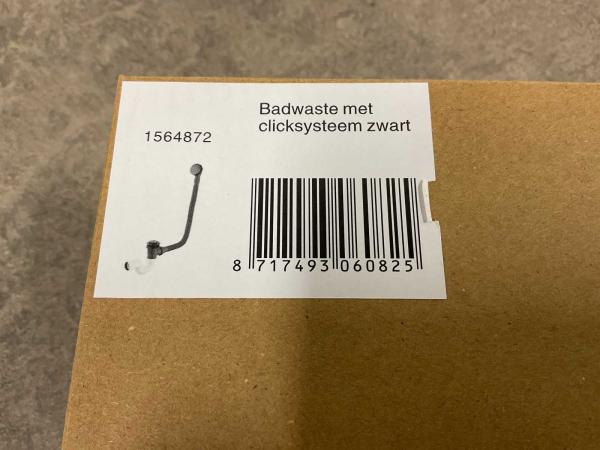 Badwaste met
clicksysteem zwart
1564872
8 717493 060825